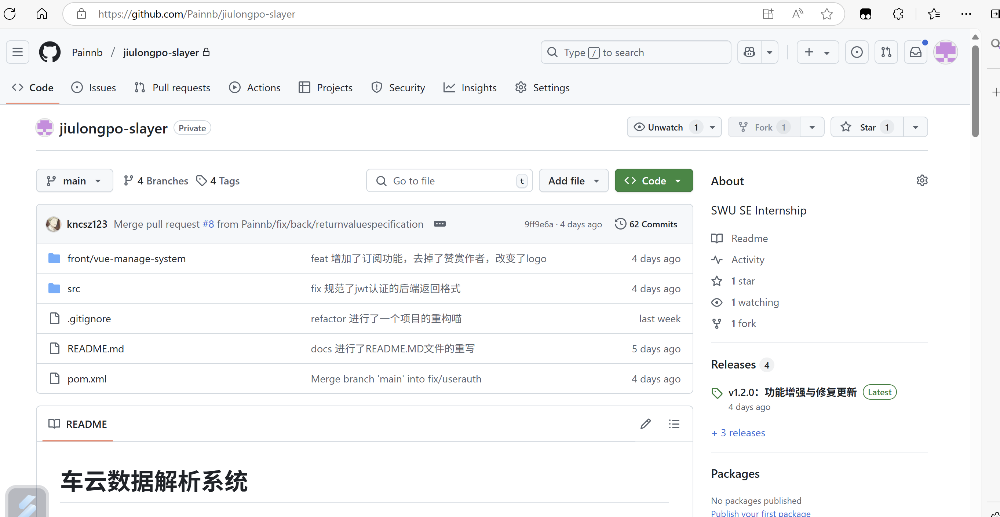 https://github.com/Painnb/jiulongpo-slayer
Painnb / jiulongpo-slayer
Type / to search
Code Issues Pull requests Actions Projects Security Insights Settings
jiulongpo-slayer Private
Unwatch 1 Fork 1 Star 1
main 4 Branches 4 Tags
Go to file t Add file Code
kncsz123 Merge pull request #8 from Painnb/fix/back/returnvaluespecification 9ff9e6a · 4 days ago 62 Commits
front/vue-manage-system feat 增加了订阅功能，去掉了赞赏作者，改变了logo 4 days ago
src fix 规范了jwt认证的后端返回格式 4 days ago
.gitignore refactor 进行了一个项目的重构喵 last week
README.md docs 进行了README.MD文件的重写 5 days ago
pom.xml Merge branch 'main' into fix/userauth 4 days ago
README
车云数据解析系统
About
SWU SE Internship
Readme
Activity
1 star
1 watching
1 fork
Releases 4
v1.2.0：功能增强与修复更新 Latest
4 days ago
+ 3 releases
Packages
No packages published
Publish your first package